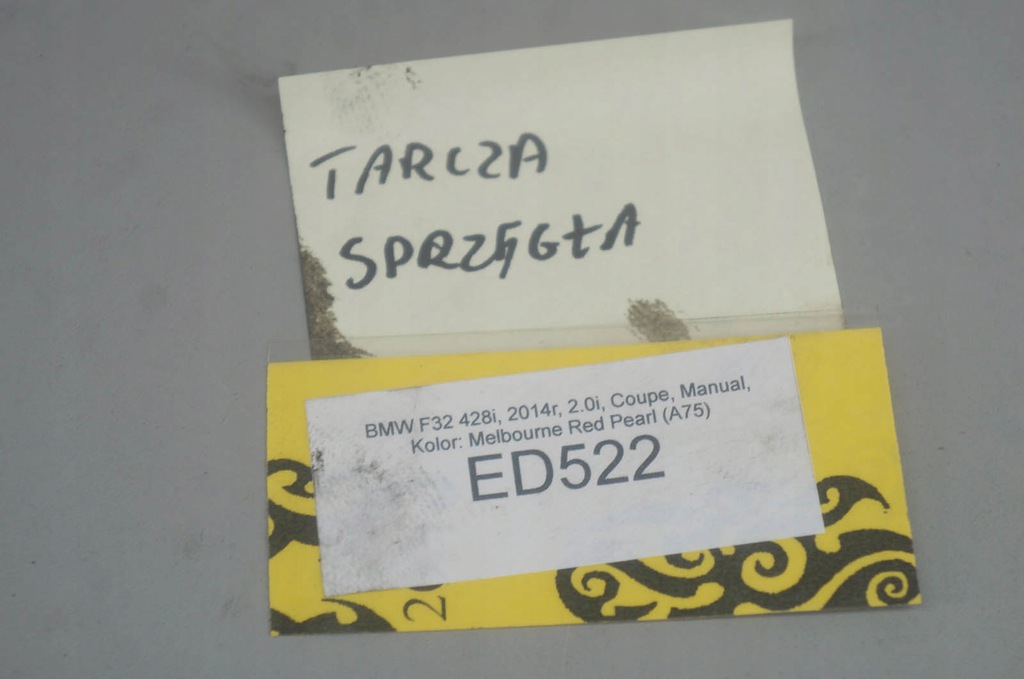 TARCZA
SPRZĘGŁA
BMW F32 428i, 2014r, 2.0i, Coupe, Manual,
Kolor: Melbourne Red Pearl (A75)
ED522